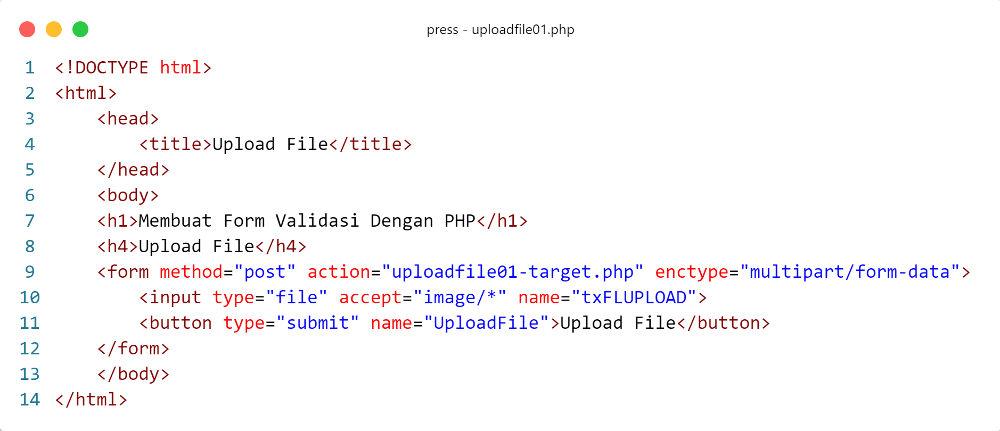 press - uploadfile01.php
1 <!DOCTYPE html>
2 <html>
3     <head>
4         <title>Upload File</title>
5     </head>
6     <body>
7     <h1>Membuat Form Validasi Dengan PHP</h1>
8     <h4>Upload File</h4>
9     <form method="post" action="uploadfile01-target.php" enctype="multipart/form-data">
10         <input type="file" accept="image/*" name="txFLUPLOAD">
11         <button type="submit" name="UploadFile">Upload File</button>
12     </form>
13     </body>
14 </html>